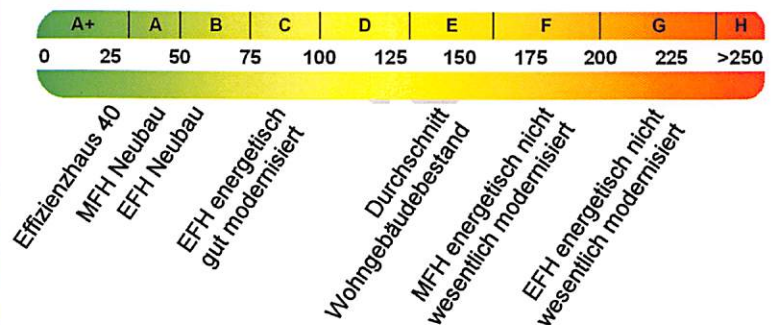 A+ A B C D E F G H
0 25 50 75 100 125 150 175 200 225 >250
Effizienzhaus 40
MFH Neubau
EFH Neubau
EFH energetisch
gut modernisiert
Durchschnitt
Wohngebäudebestand
MFH energetisch nicht
wesentlich modernisiert
EFH energetisch nicht
wesentlich modernisiert